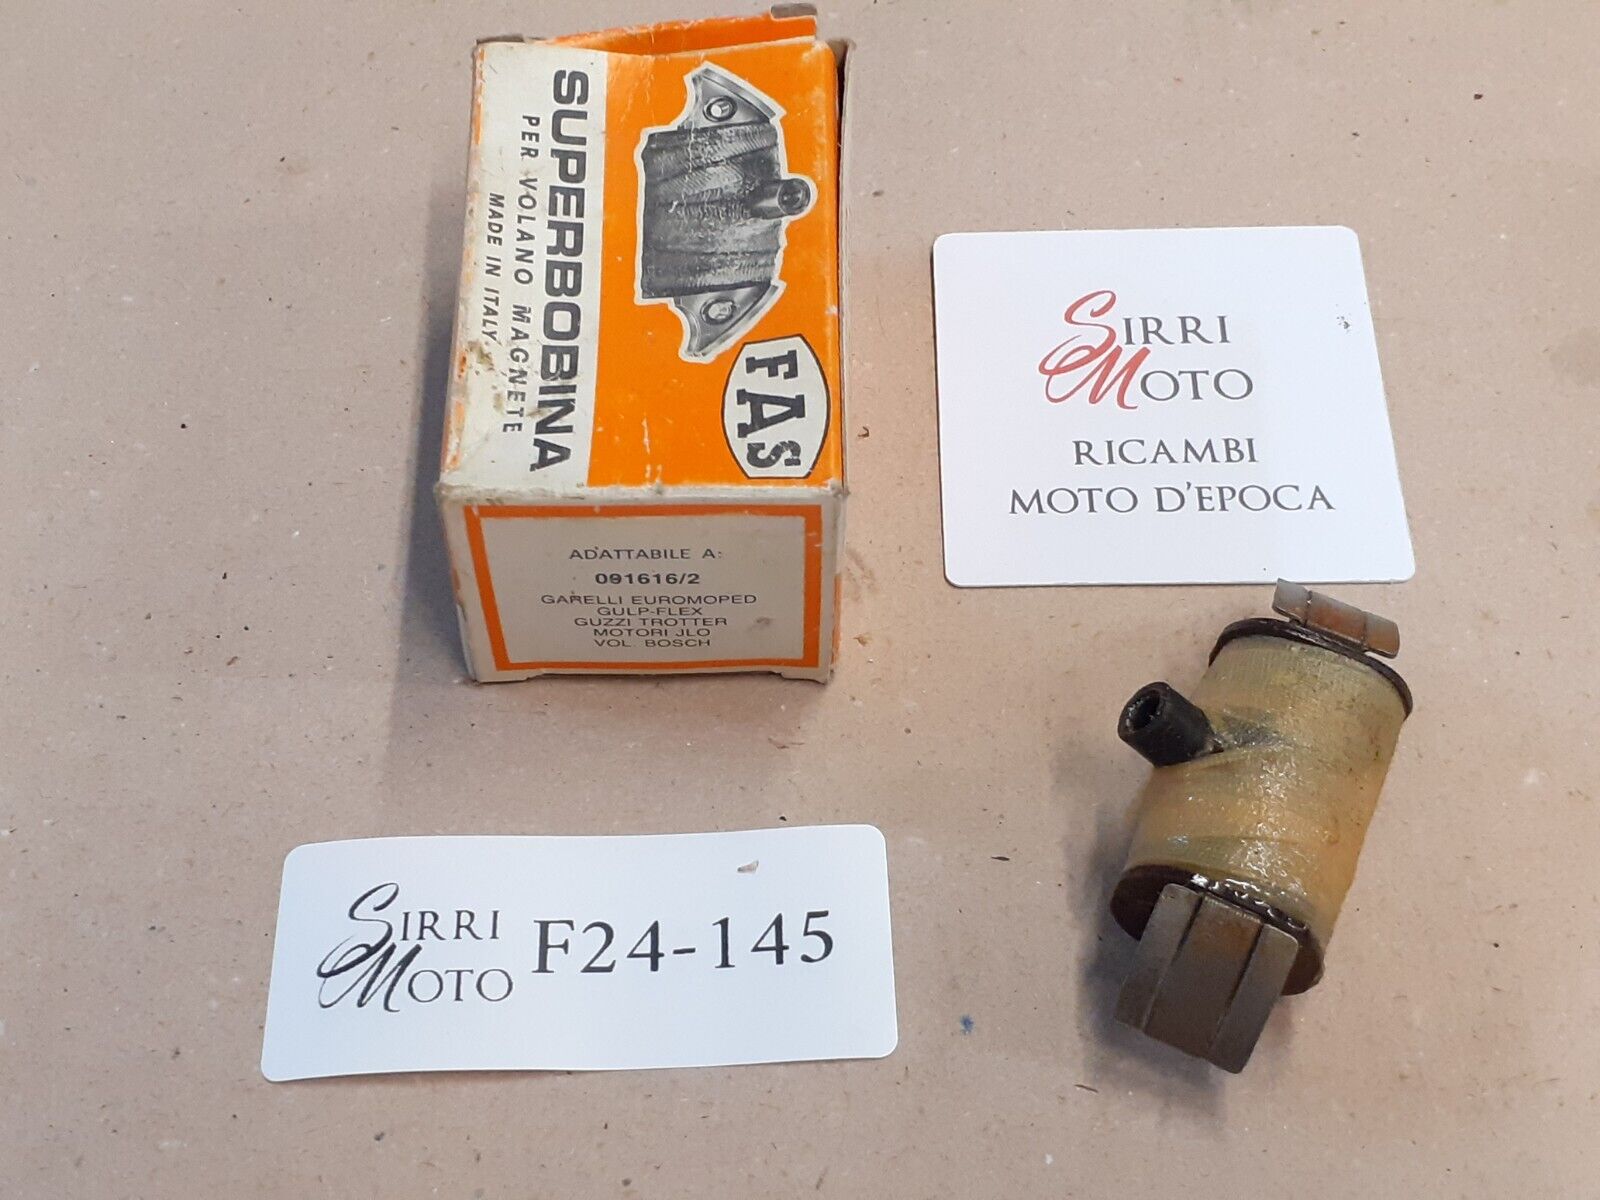 SUPERBOBINA
PER VOLANO MAGNETE
MADE IN ITALY
FAS
ADATTABILE A:
091616/2
GARELLI EUROMOPED
GULP-FLEX
GUZZI TROTTER
MOTORI JLO
VOL. BOSCH
SIRRI
MOTO
RICAMBI
MOTO D'EPOCA
SIRRI
MOTO
F24-145